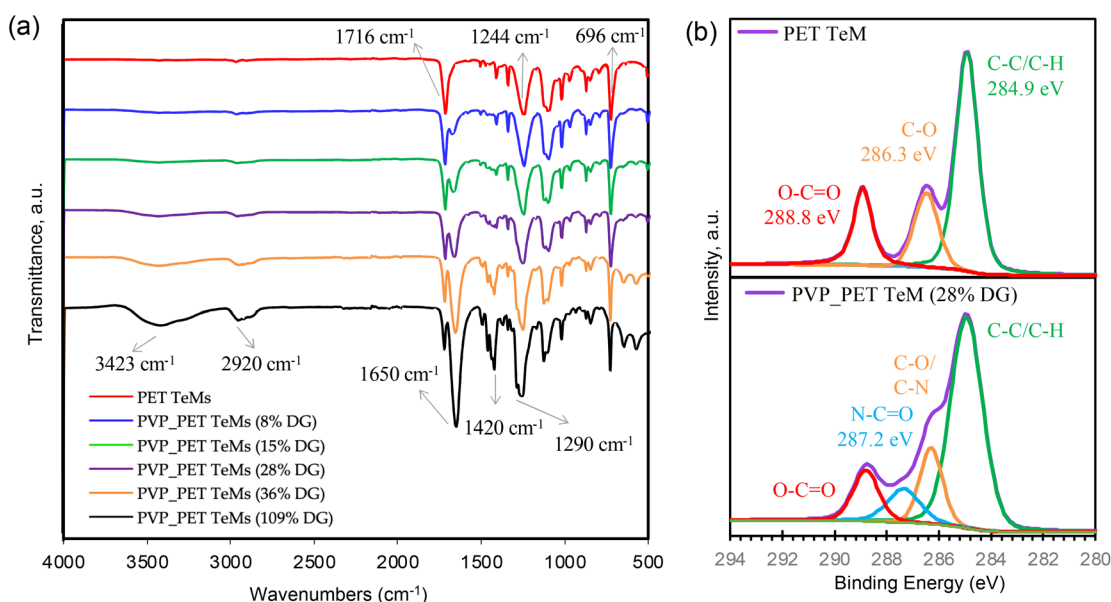 (a)
1716 cm-1
1244 cm-1
696 cm-1
Transmittance, a.u.
3423 cm-1
2920 cm-1
1650 cm-1
1420 cm-1
1290 cm-1
PET TeMs
PVP_PET TeMs (8% DG)
PVP_PET TeMs (15% DG)
PVP_PET TeMs (28% DG)
PVP_PET TeMs (36% DG)
PVP_PET TeMs (109% DG)
4000 3500 3000 2500 2000 1500 1000 500
Wavenumbers (cm-1)
(b)
PET TeM
C-C/C-H
284.9 eV
C-O
286.3 eV
O-C=O
288.8 eV
Intensity, a.u.
PVP_PET TeM (28% DG)
C-C/C-H
C-O/
C-N
N-C=O
287.2 eV
O-C=O
294 292 290 288 286 284 282 280
Binding Energy (eV)